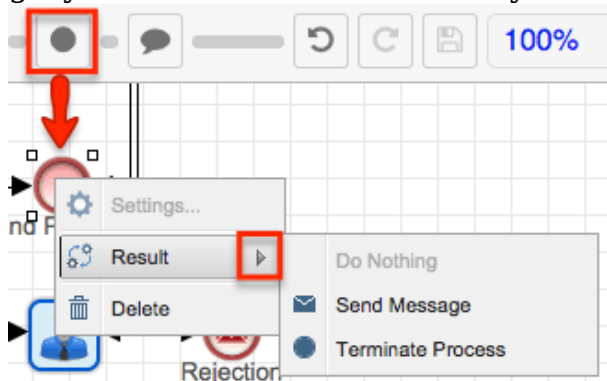 100%
nd P
Settings...
Result
Do Nothing
Delete
Send Message
Terminate Process
Rejection